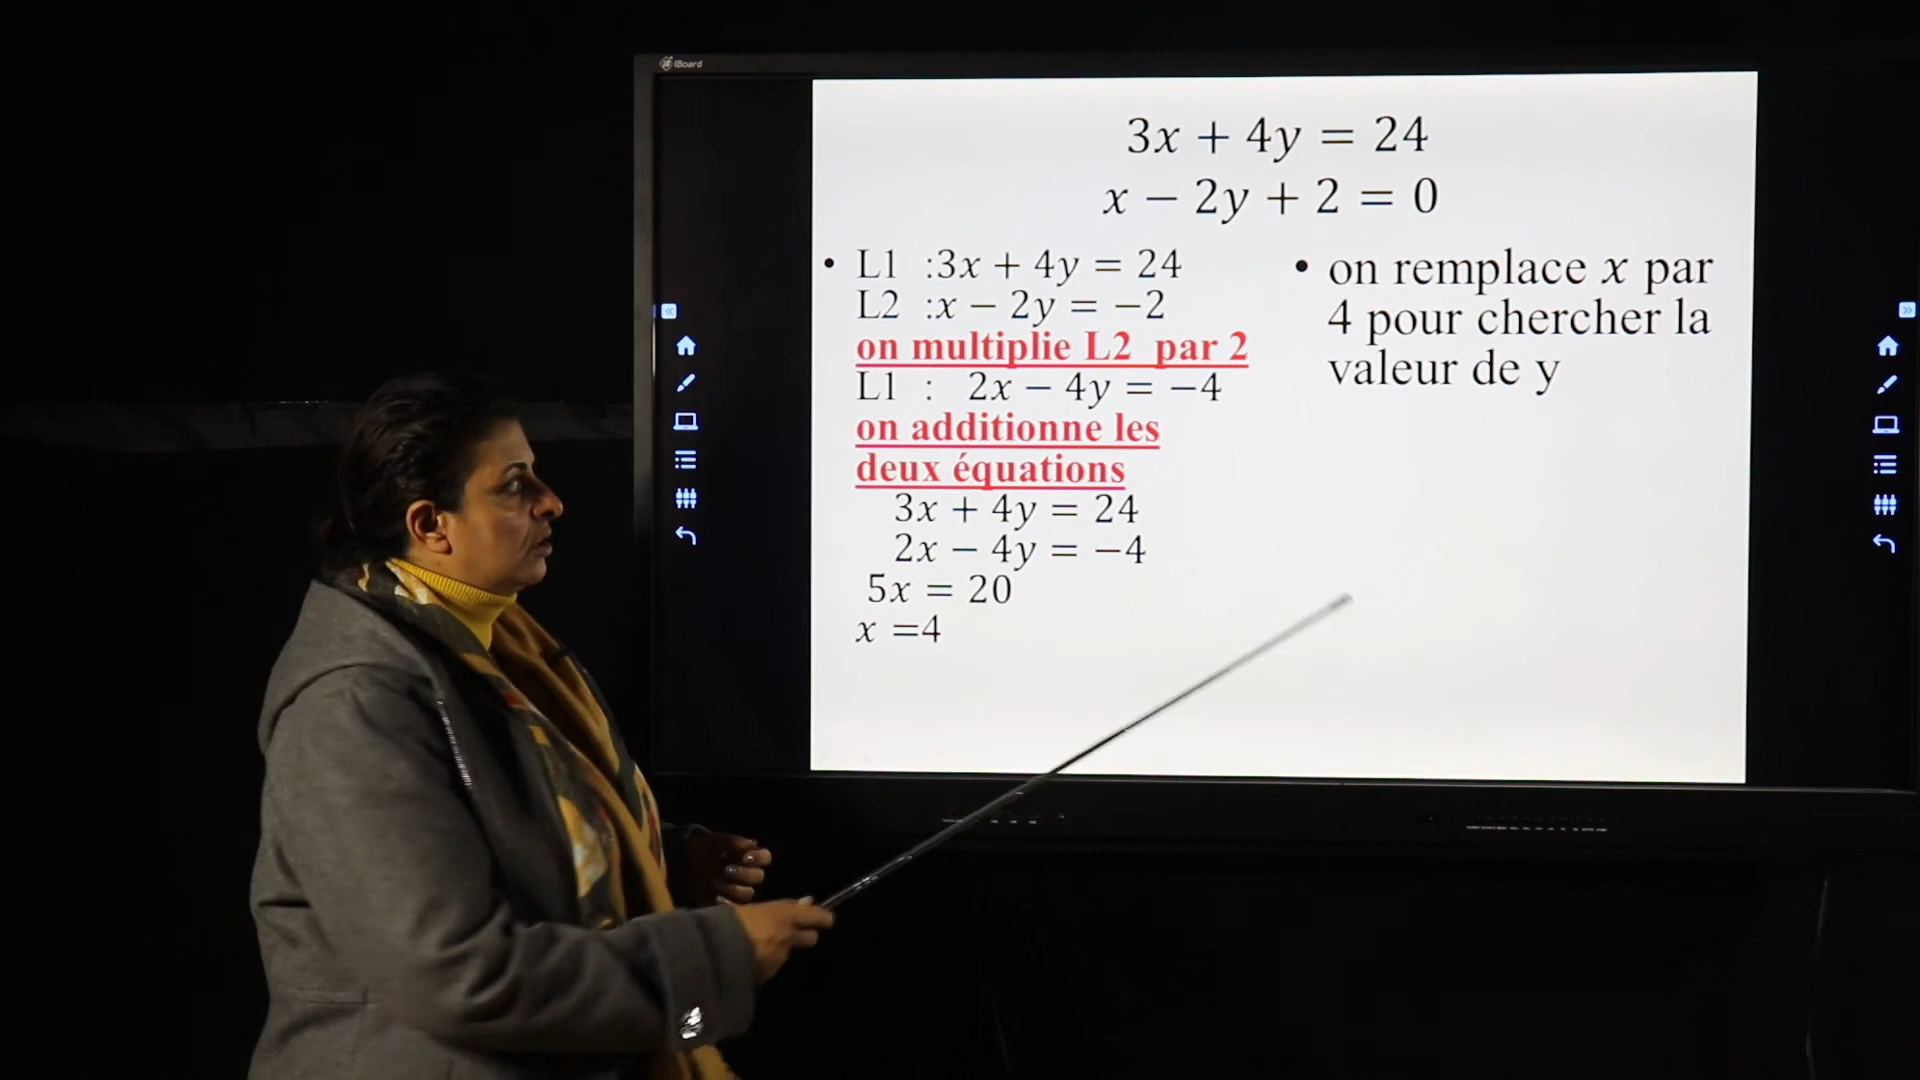 iBoard
3x + 4y = 24
x − 2y + 2 = 0
• L1 :3x + 4y = 24
L2 :x − 2y = −2
on multiplie L2 par 2
L1 : 2x − 4y = −4
on additionne les
deux équations
3x + 4y = 24
2x − 4y = −4
5x = 20
x =4
• on remplace x par
4 pour chercher la
valeur de y